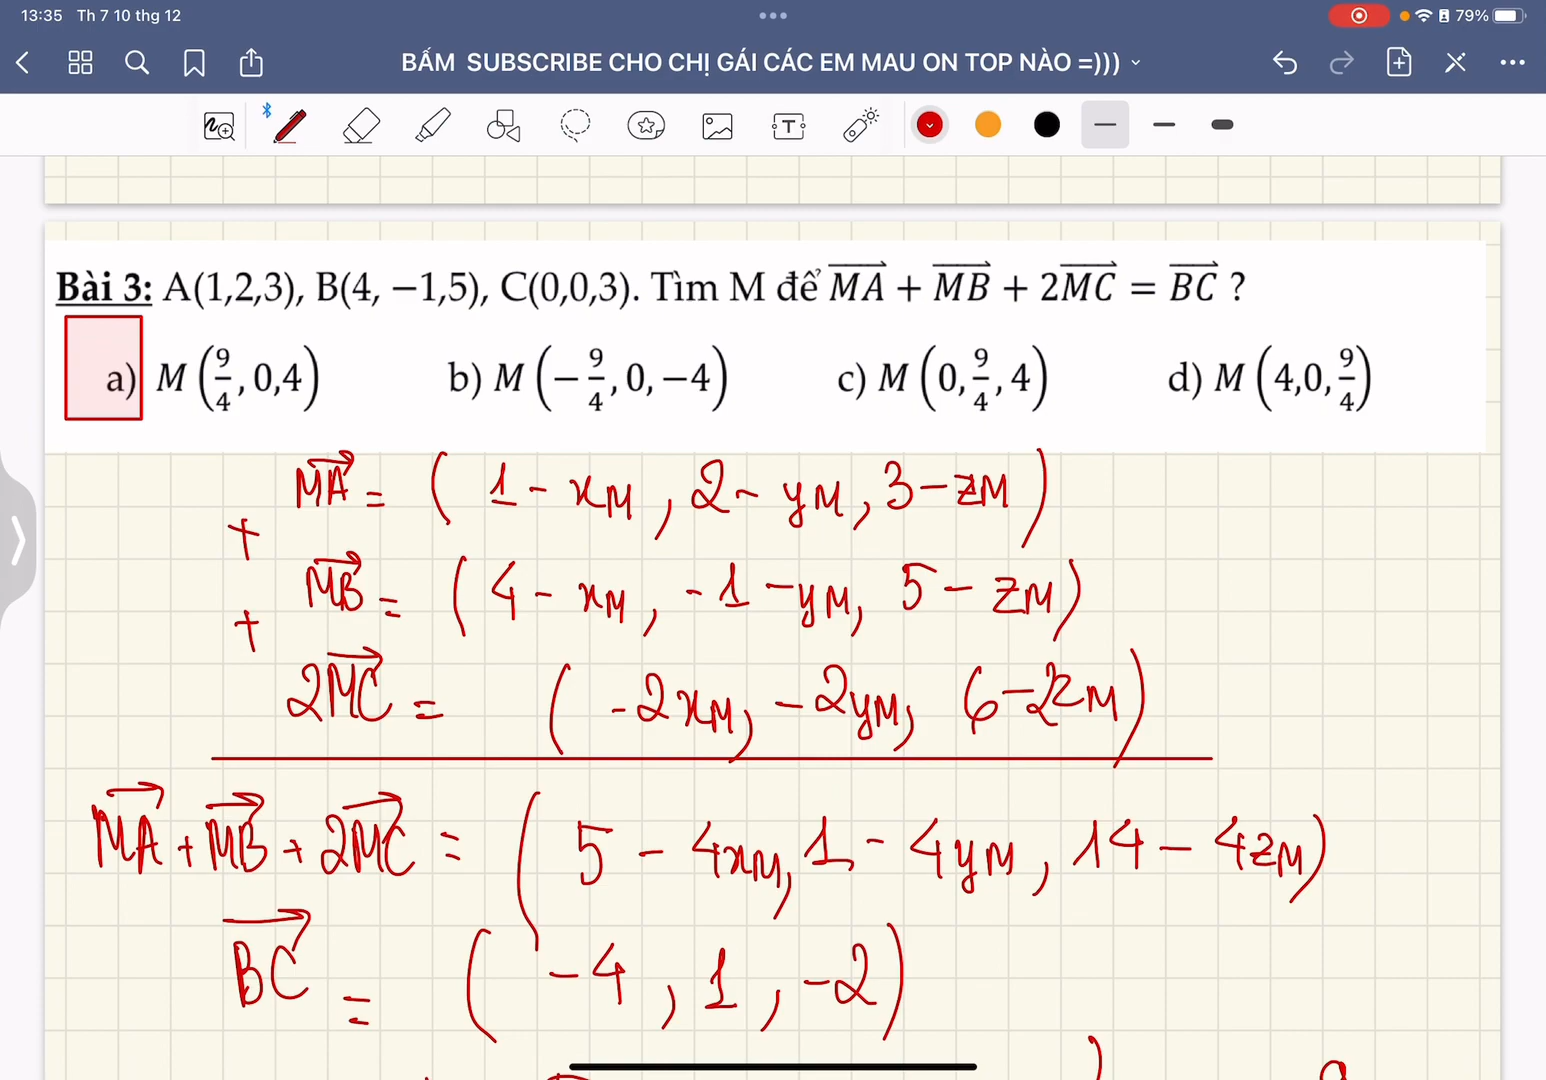 13:35 Th 7 10 thg 12 79%
BẤM SUBSCRIBE CHO CHỊ GÁI CÁC EM MAU ON TOP NÀO =)))
Bài 3: A(1,2,3), B(4, −1,5), C(0,0,3). Tìm M để MA + MB + 2MC = BC ?
a) M (9/4, 0,4) b) M (−9/4, 0, −4) c) M (0, 9/4, 4) d) M (4,0, 9/4)
MA = (1 - xM, 2 - yM, 3 - zM)
+
MB = (4 - xM, -1 - yM, 5 - zM)
+
2MC = (-2xM, -2yM, 6 - 2zM)
MA + MB + 2MC = (5 - 4xM, 1 - 4yM, 14 - 4zM)
BC = (-4, 1, -2)